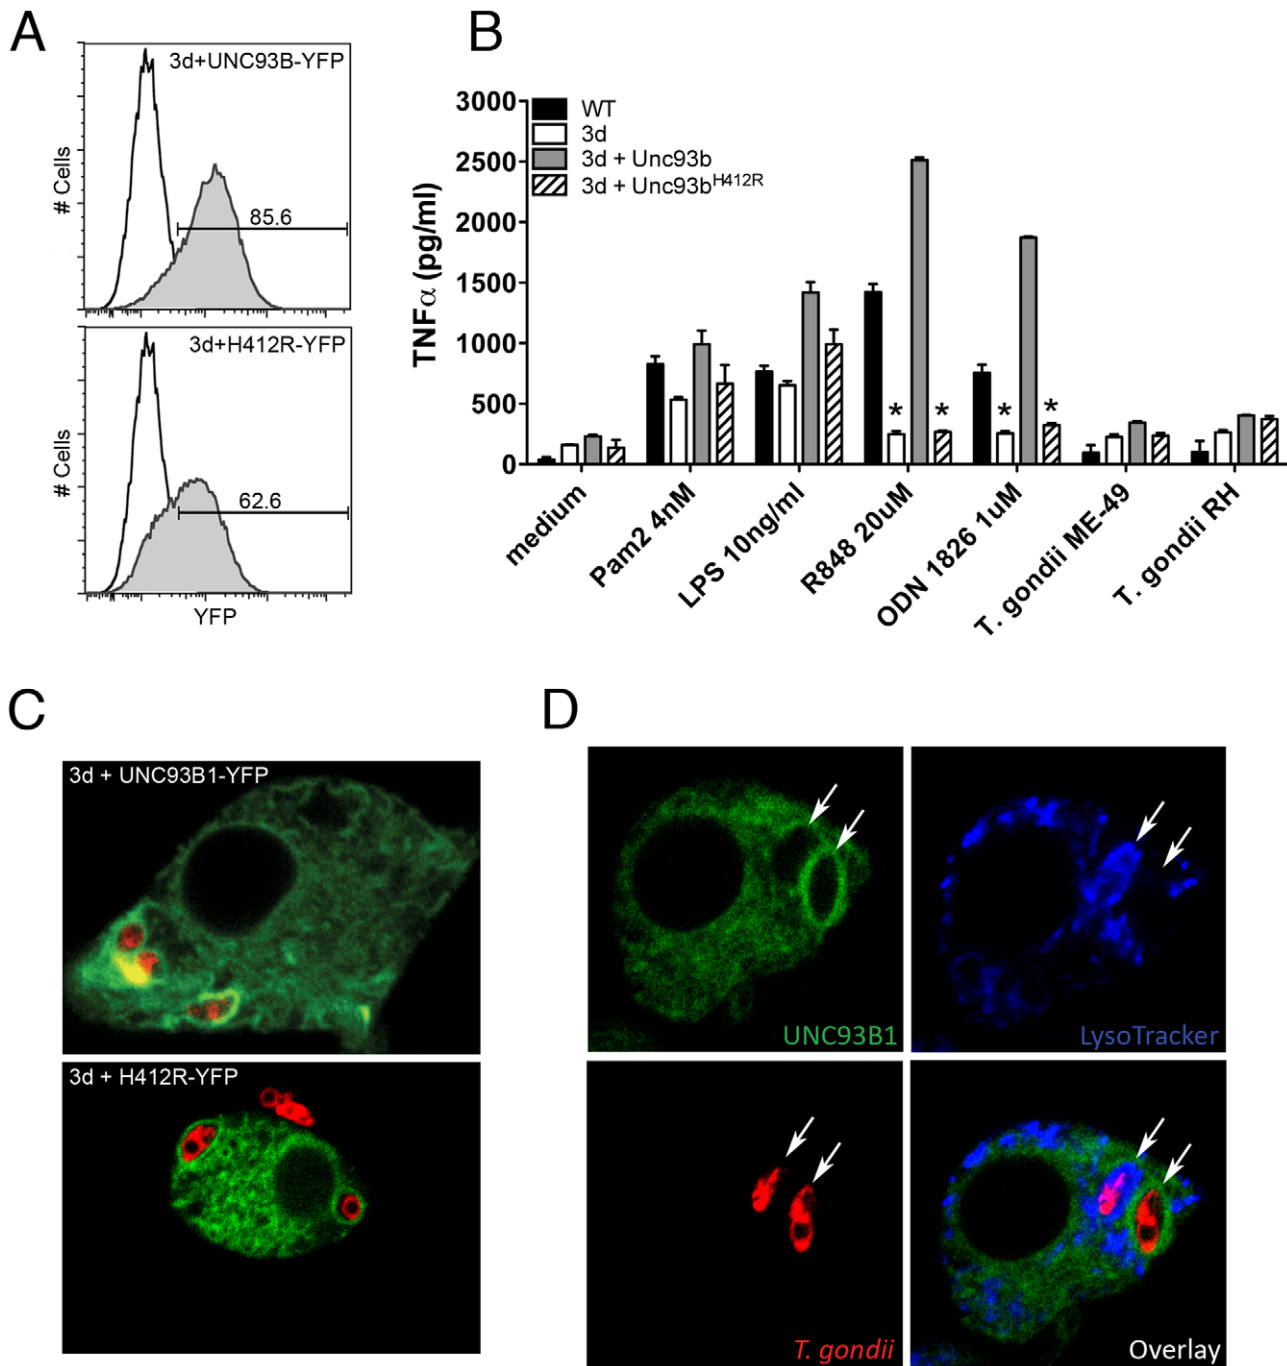 A
3d+UNC93B-YFP
# Cells
85.6
3d+H412R-YFP
# Cells
62.6
YFP
B
TNFα (pg/ml)
3000
2500
2000
1500
1000
500
0
WT
3d
3d + Unc93b
3d + Unc93bH412R
* * * *
medium
Pam2 4nM
LPS 10ng/ml
R848 20uM
ODN 1826 1uM
T. gondii ME-49
T. gondii RH
C
3d + UNC93B1-YFP
3d + H412R-YFP
D
UNC93B1
LysoTracker
T. gondii
Overlay